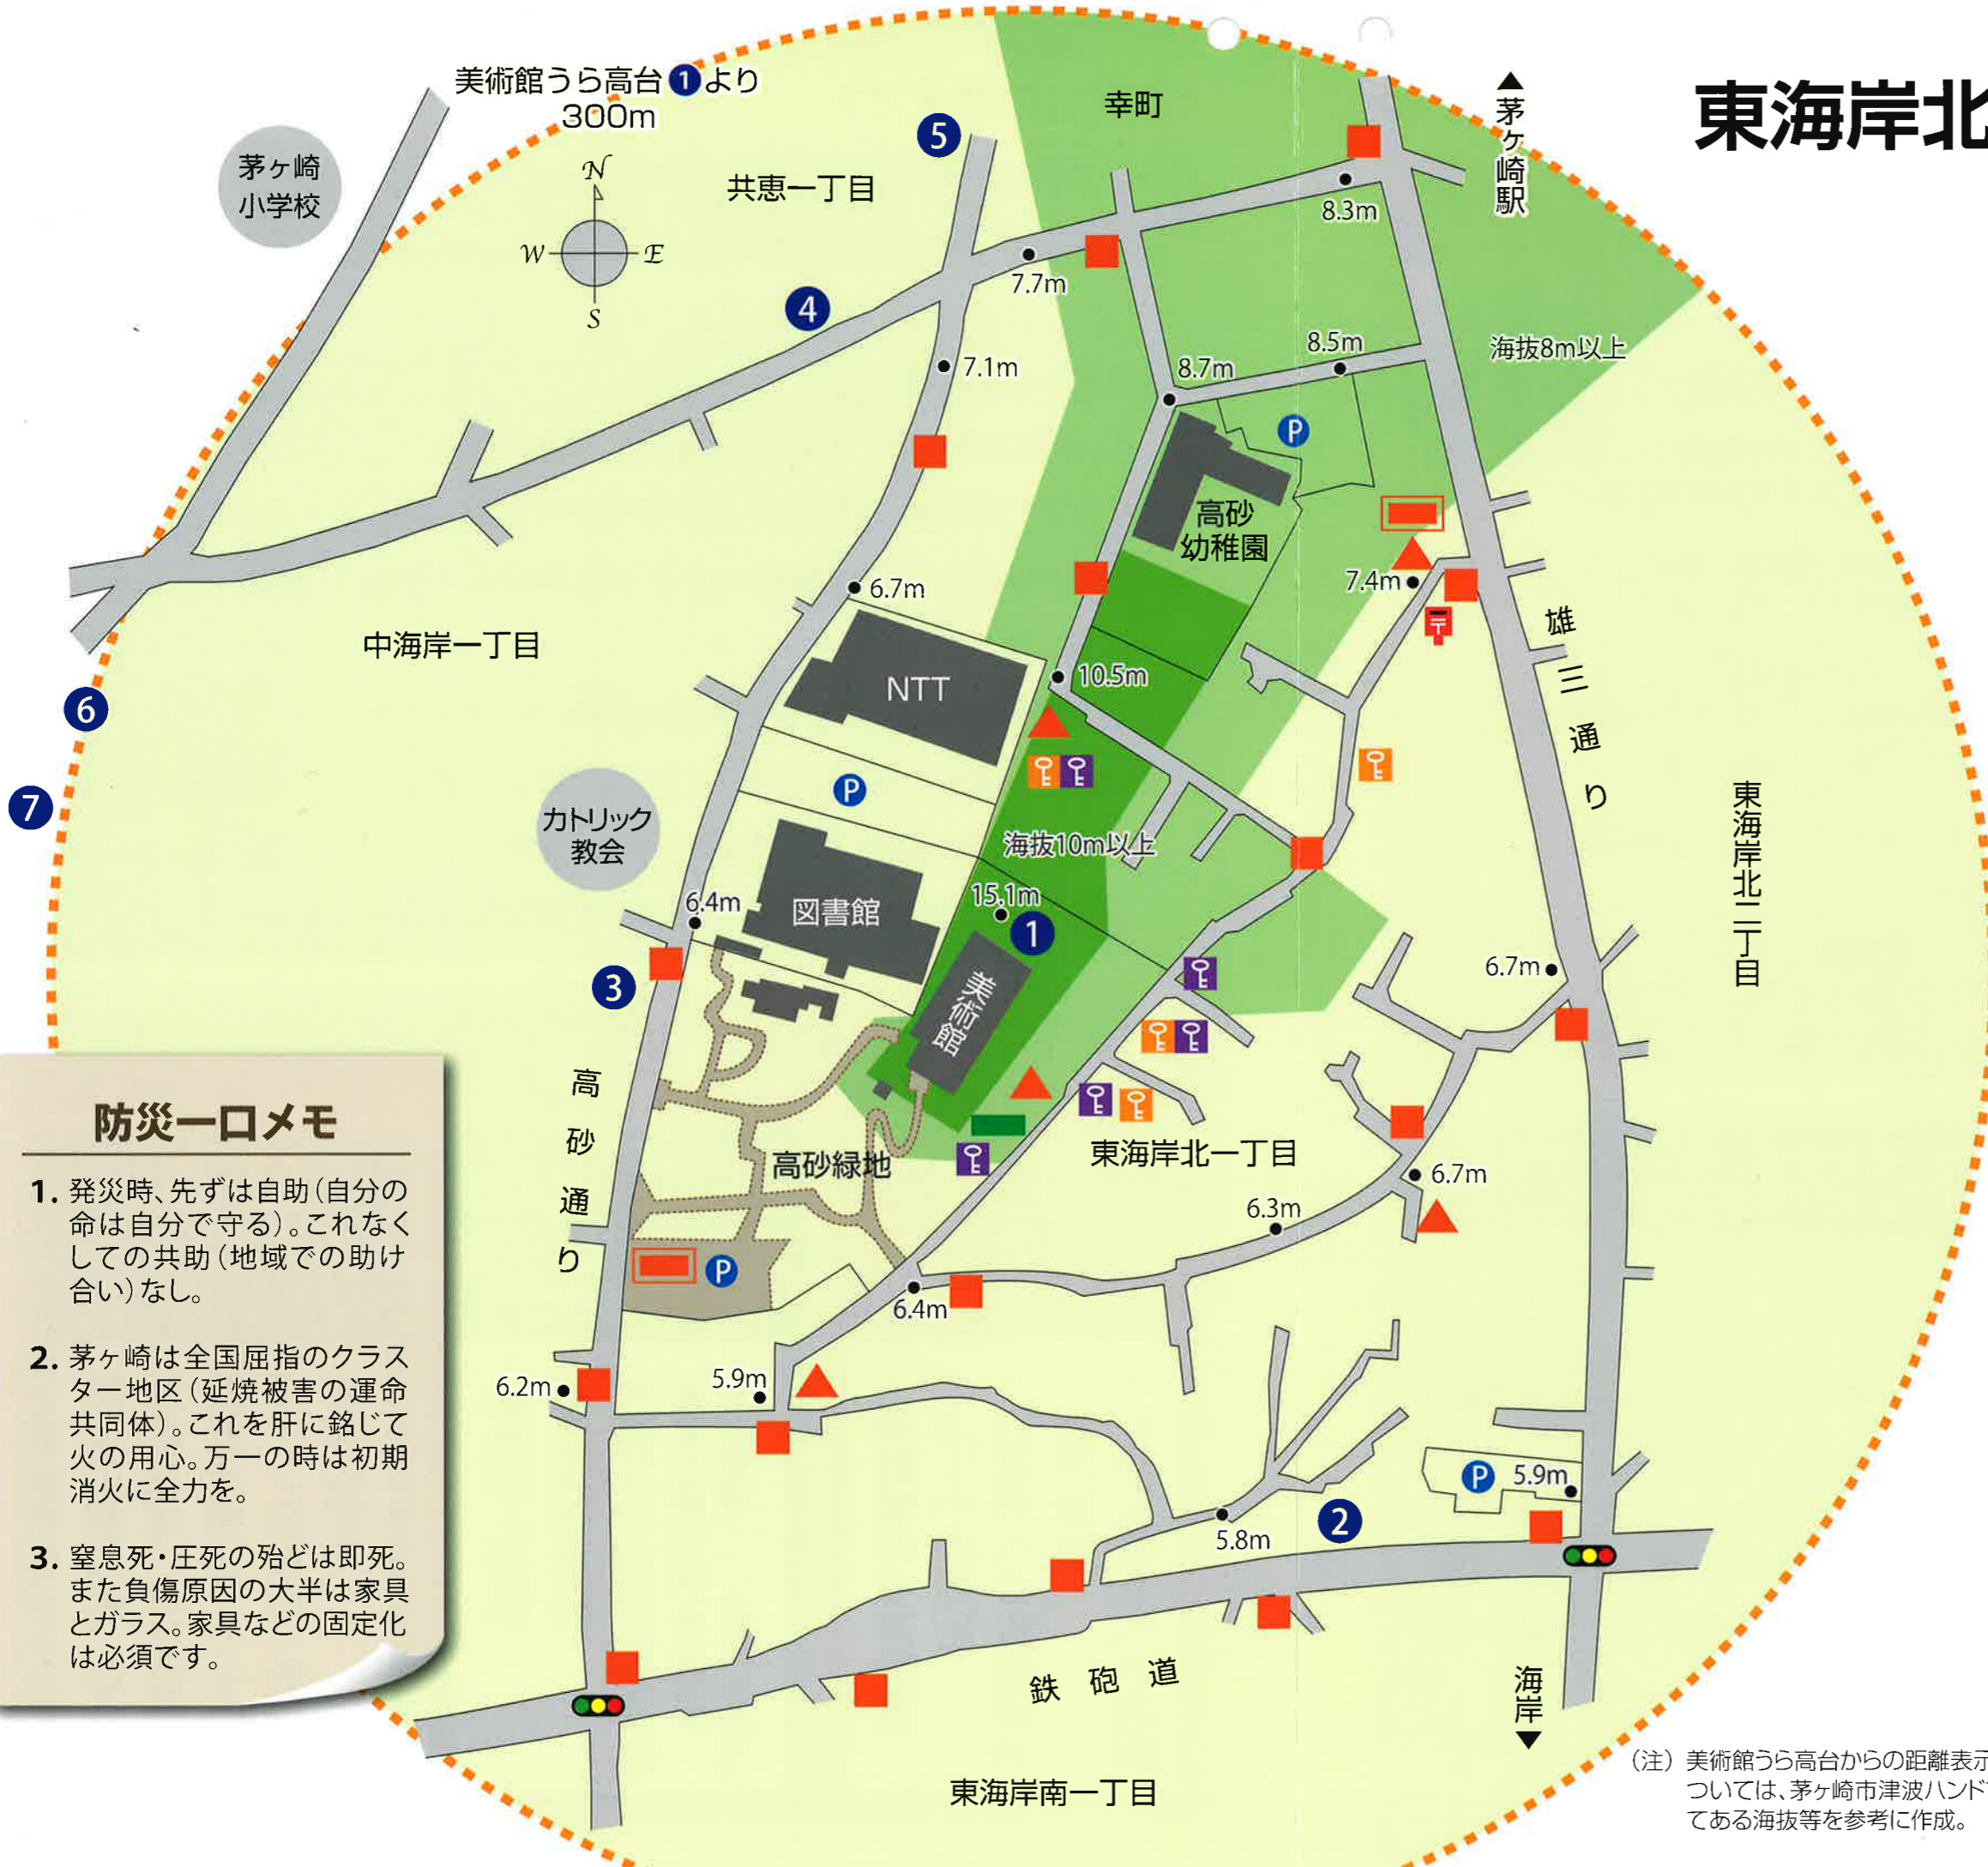 東海岸北
美術館うら高台 1 より
300m
茅ヶ崎
小学校
N
W
E
S
5
共恵一丁目
幸町
▲茅ヶ崎駅
8.3m
7.7m
4
7.1m
8.7m
8.5m
海抜8m以上
P
高砂
幼稚園
7.4m
〒
6.7m
中海岸一丁目
NTT
10.5m
雄三通り
6
7
P
カトリック
教会
海抜10m以上
東海岸北二丁目
6.4m
図書館
15.1m
1
美術館
6.7m
3
高砂通り
高砂緑地
東海岸北一丁目
6.7m
6.3m
P
6.4m
6.2m
5.9m
P
5.9m
2
5.8m
鉄砲道
海岸▼
東海岸南一丁目
防災一口メモ
1. 発災時、先ずは自助(自分の
命は自分で守る)。これなく
しての共助(地域での助け
合い)なし。
2. 茅ヶ崎は全国屈指のクラス
ター地区(延焼被害の運命
共同体)。これを肝に銘じて
火の用心。万一の時は初期
消火に全力を。
3. 窒息死・圧死の殆どは即死。
また負傷原因の大半は家具
とガラス。家具などの固定化
は必須です。
(注) 美術館うら高台からの距離表示
ついては、茅ヶ崎市津波ハンド
てある海抜等を参考に作成。